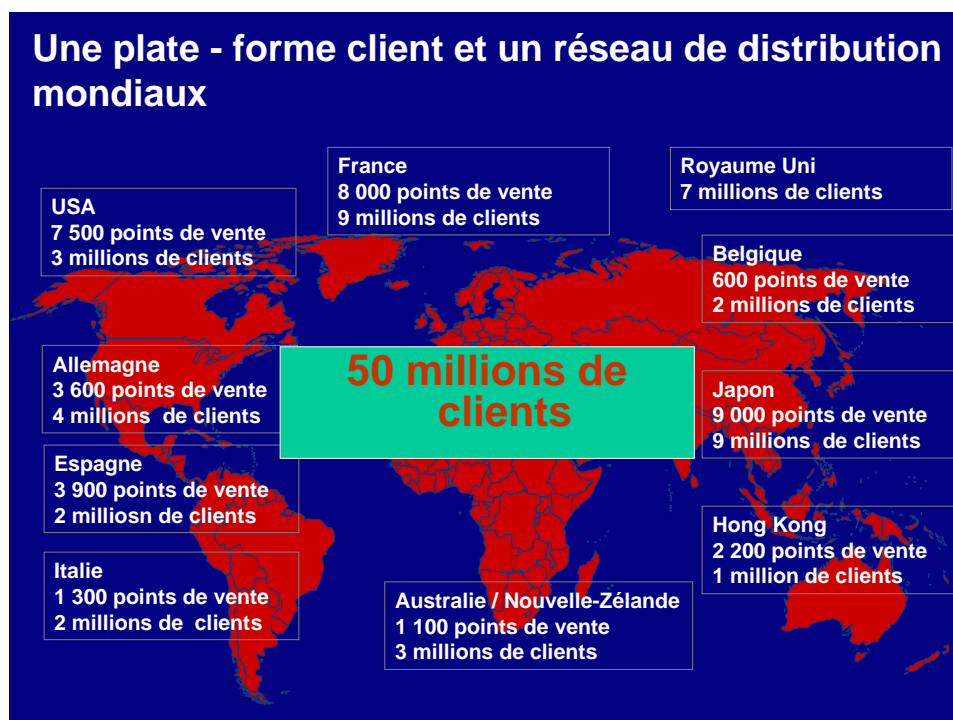 Une plate - forme client et un réseau de distribution
mondiaux
France
8 000 points de vente
9 millions de clients
Royaume Uni
7 millions de clients
USA
7 500 points de vente
3 millions de clients
Belgique
600 points de vente
2 millions de clients
Allemagne
3 600 points de vente
4 millions  de clients
50 millions de
clients
Japon
9 000 points de vente
9 millions  de clients
Espagne
3 900 points de vente
2 milliosn de clients
Hong Kong
2 200 points de vente
1 million de clients
Italie
1 300 points de vente
2 millions de  clients
Australie / Nouvelle-Zélande
1 100 points de vente
3 millions de clients